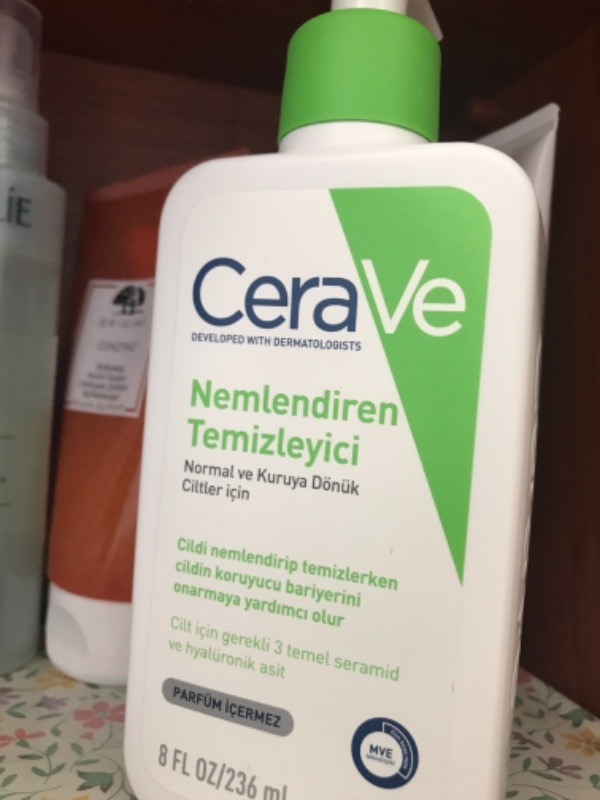 CeraVe
DEVELOPED WITH DERMATOLOGISTS
Nemlendiren
Temizleyici
Normal ve Kuruya Dönük
Ciltler için
Cildi nemlendirip temizlerken
cildin koruyucu bariyerini
onarmaya yardımcı olur
Cilt için gerekli 3 temel seramid
ve hyalüronik asit
PARFÜM İÇERMEZ
8 FL OZ/236 ml
MVE
LİE
ORIGINS